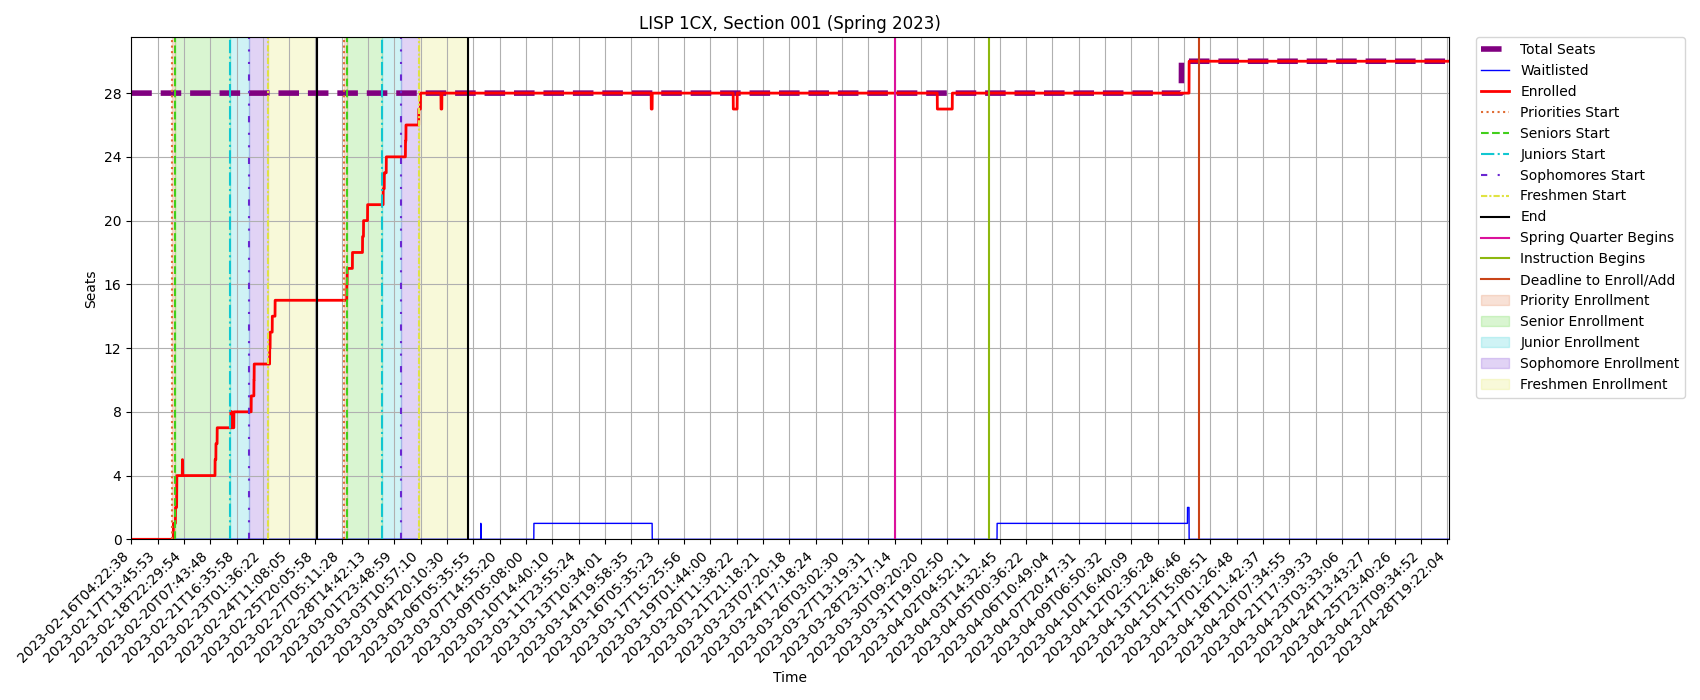 LISP 1CX, Section 001 (Spring 2023)
Seats
28
24
20
16
12
8
4
0
2023-02-16T04:22:38
2023-02-17T13:45:53
2023-02-18T22:29:54
2023-02-20T07:43:48
2023-02-21T16:35:58
2023-02-23T01:36:22
2023-02-24T11:08:05
2023-02-25T20:05:58
2023-02-27T05:11:28
2023-02-28T14:42:13
2023-03-01T23:48:59
2023-03-03T10:57:10
2023-03-04T20:10:30
2023-03-06T05:35:55
2023-03-07T14:55:20
2023-03-09T05:08:00
2023-03-10T14:40:10
2023-03-11T23:55:24
2023-03-13T10:34:01
2023-03-14T19:58:35
2023-03-16T05:35:23
2023-03-17T15:25:56
2023-03-19T01:44:00
2023-03-20T11:38:22
2023-03-21T21:18:21
2023-03-23T07:20:18
2023-03-24T17:18:24
2023-03-26T03:02:30
2023-03-27T13:19:31
2023-03-28T23:17:14
2023-03-30T09:20:20
2023-03-31T19:02:50
2023-04-02T04:52:11
2023-04-03T14:32:45
2023-04-05T00:36:22
2023-04-06T10:49:04
2023-04-07T20:47:31
2023-04-09T06:50:32
2023-04-10T16:40:09
2023-04-12T02:36:28
2023-04-13T12:46:46
2023-04-15T15:08:51
2023-04-17T01:26:48
2023-04-18T11:42:37
2023-04-20T07:34:55
2023-04-21T17:39:33
2023-04-23T03:33:06
2023-04-24T13:43:27
2023-04-25T23:40:26
2023-04-27T09:34:52
2023-04-28T19:22:04
Time
Total Seats
Waitlisted
Enrolled
Priorities Start
Seniors Start
Juniors Start
Sophomores Start
Freshmen Start
End
Spring Quarter Begins
Instruction Begins
Deadline to Enroll/Add
Priority Enrollment
Senior Enrollment
Junior Enrollment
Sophomore Enrollment
Freshmen Enrollment